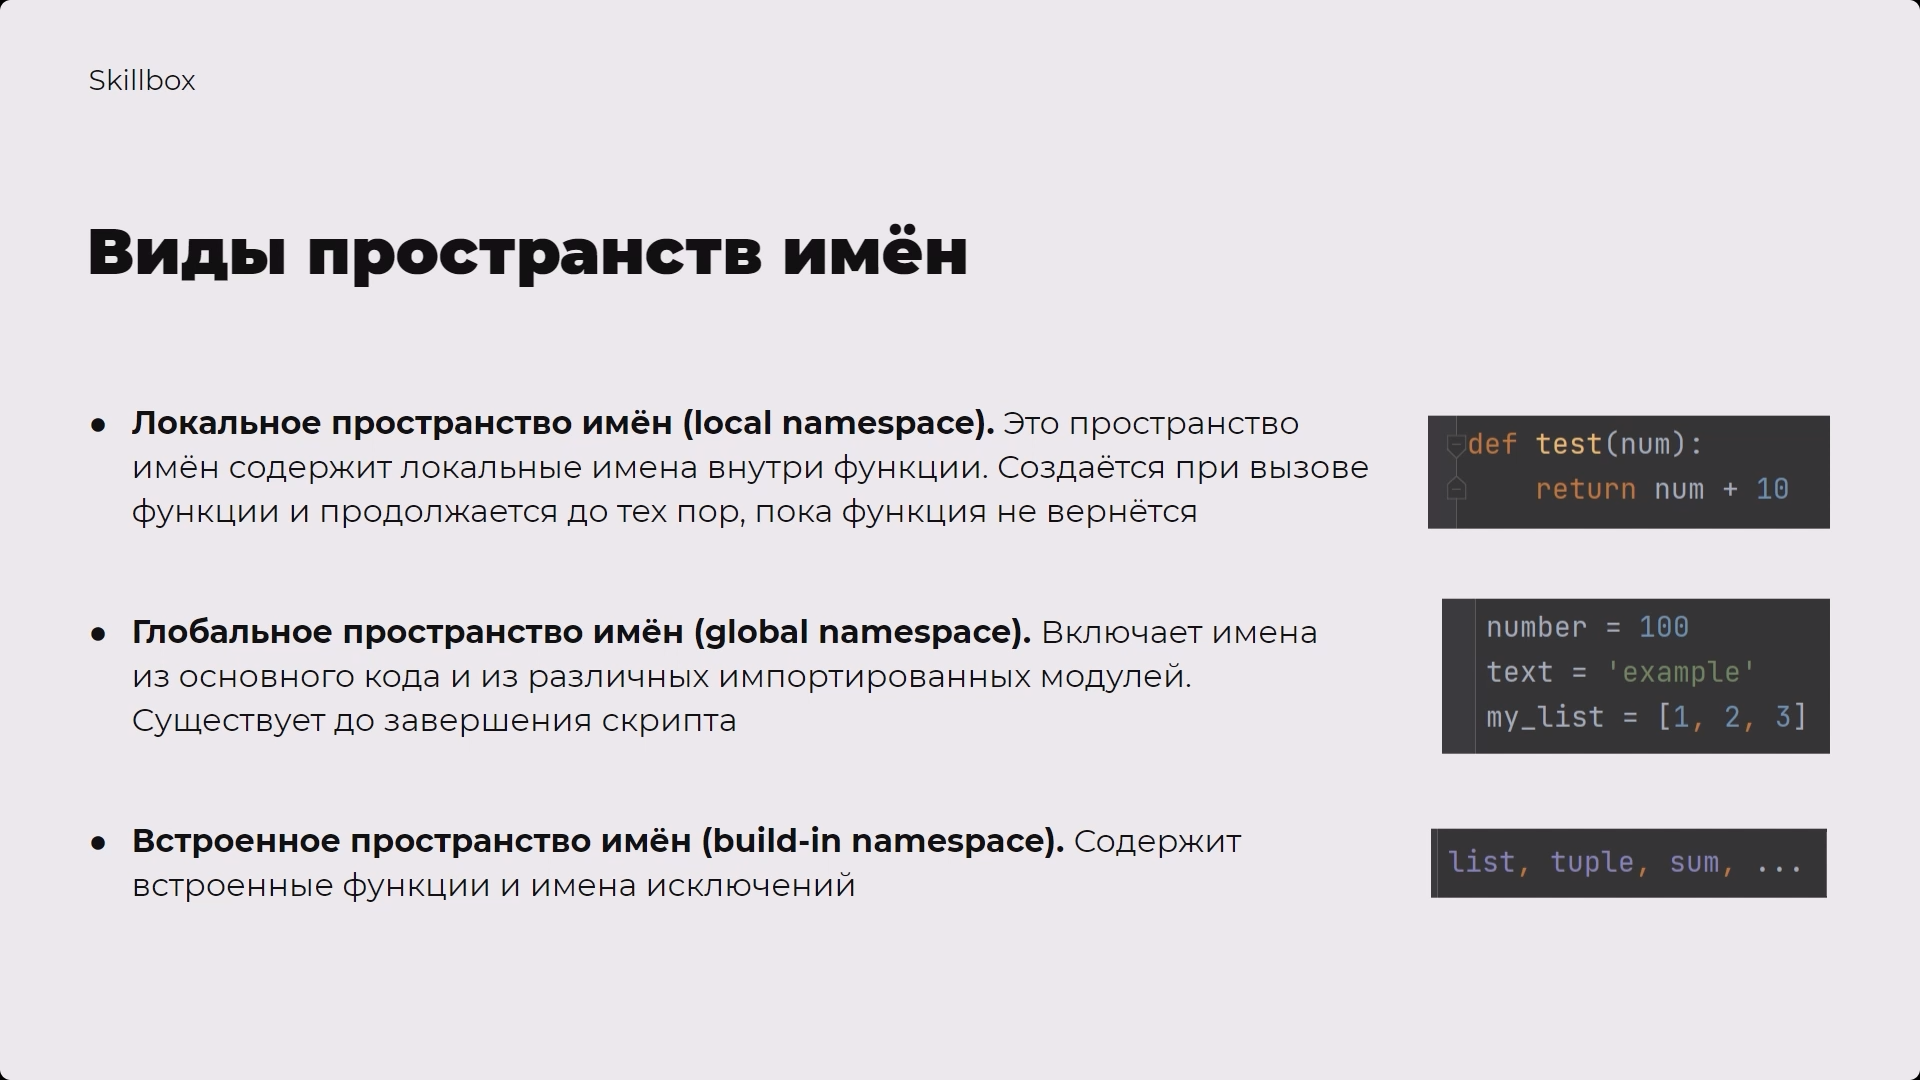 Skillbox
Виды пространств имён
● Локальное пространство имён (local namespace). Это пространство
имён содержит локальные имена внутри функции. Создаётся при вызове
функции и продолжается до тех пор, пока функция не вернётся
def test(num):
return num + 10
● Глобальное пространство имён (global namespace). Включает имена
из основного кода и из различных импортированных модулей.
Существует до завершения скрипта
number = 100
text = 'example'
my_list = [1, 2, 3]
● Встроенное пространство имён (build-in namespace). Содержит
встроенные функции и имена исключений
list, tuple, sum, ...